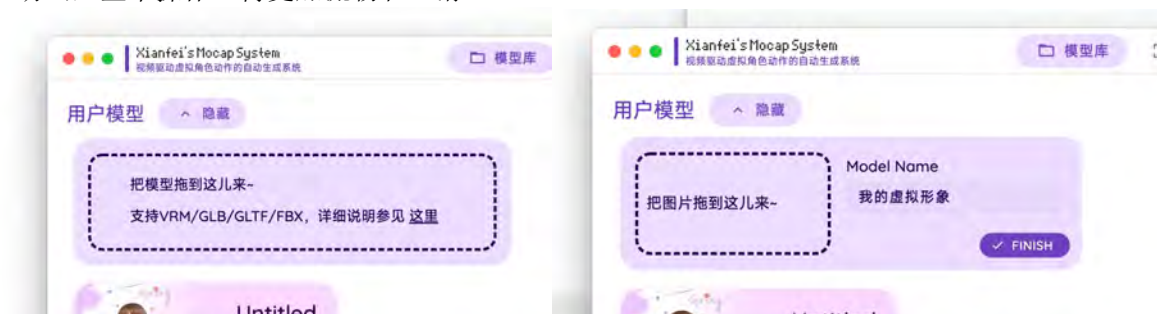 Xianfei's Mocap System
视频驱动虚拟角色动作的自动生成系统
模型库
用户模型
隐藏
把模型拖到这儿来~
支持VRM/GLB/GLTF/FBX，详细说明参见 这里
Untitled
Xianfei's Mocap System
视频驱动虚拟角色动作的自动生成系统
模型库
用户模型
隐藏
把图片拖到这儿来~
Model Name
我的虚拟形象
FINISH